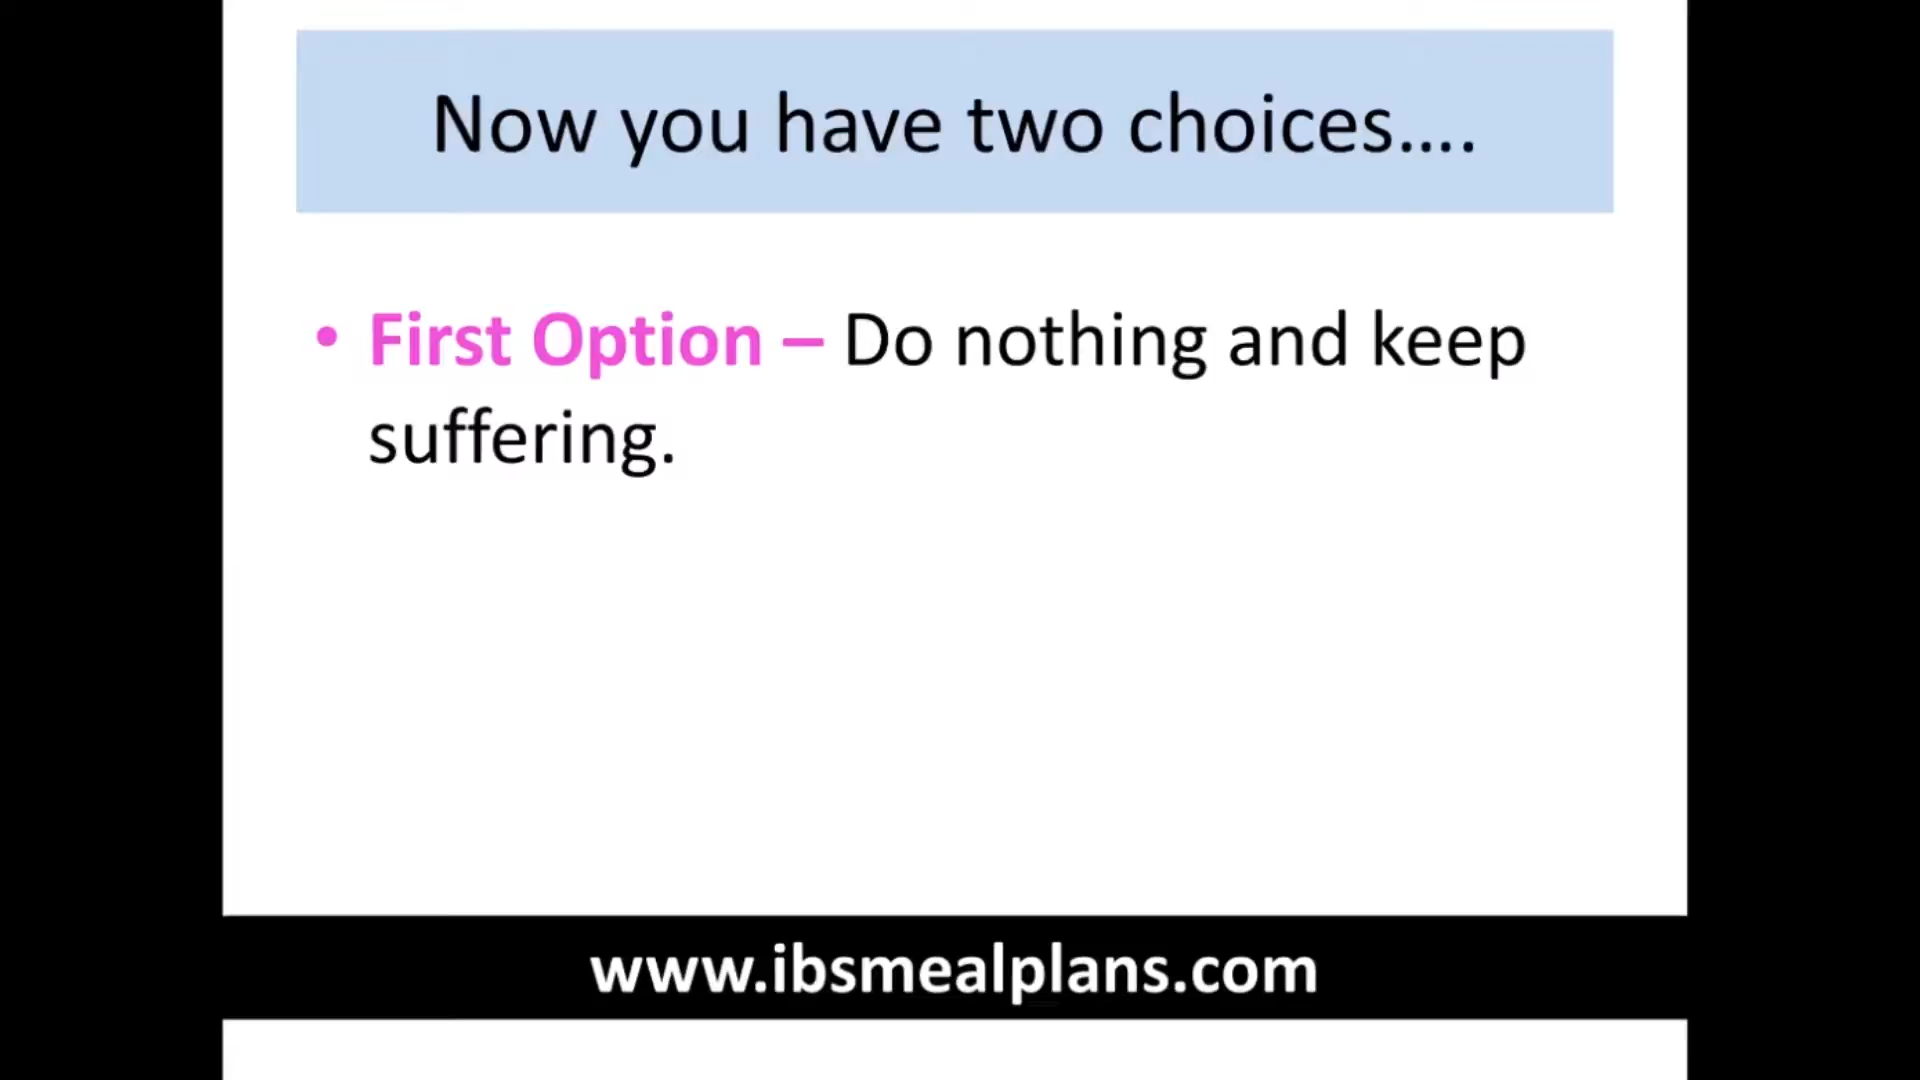 Now you have two choices....
• First Option – Do nothing and keep
suffering.
www.ibsmealplans.com